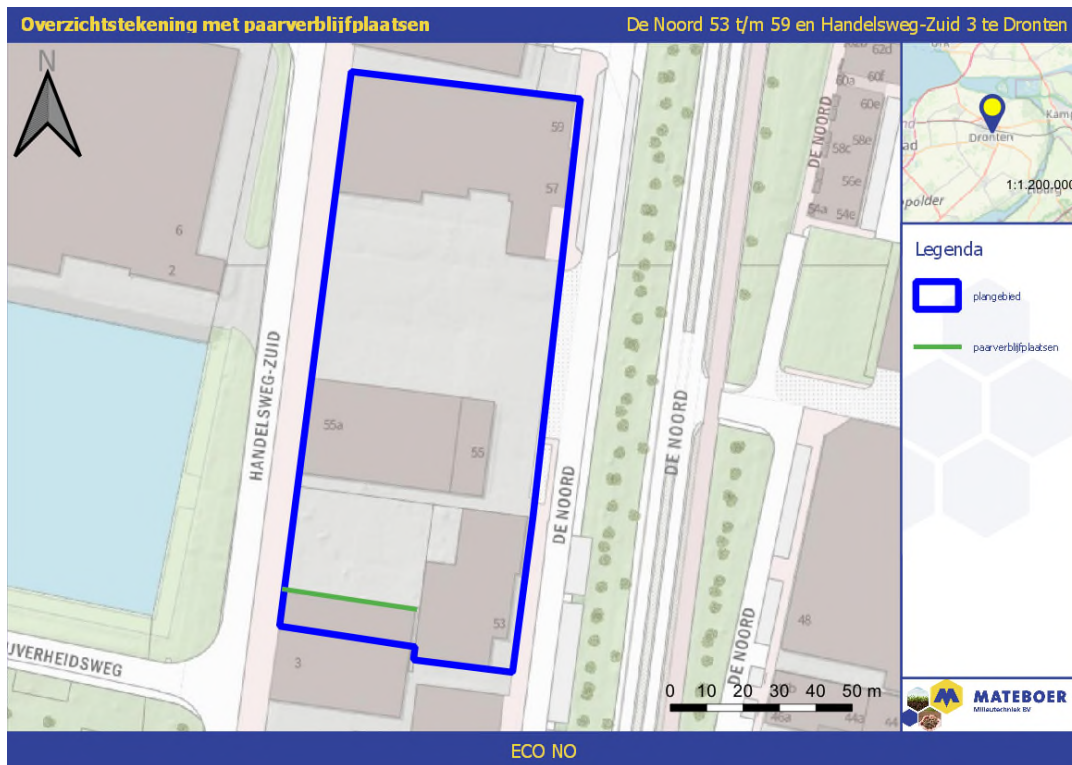 Overzichtstekening met paarverblijfplaatsen
De Noord 53 t/m 59 en Handelsweg-Zuid 3 te Dronten
N
59
57
6
2
55a
55
53
3
HANDELSWEG-ZUID
DE NOORD
DE NOORD
DE NOORD
DE NOORD
UVERHEIDSWEG
62d
60a
60f
60e
58c
58e
56e
54a
54e
48
46a
44a
44
0 10 20 30 40 50 m
Dronten
Kamp
1:1.200.000
Legenda
plangebied
paarverblijfplaatsen
MATEBOER
Milieutechniek BV
ECO NO